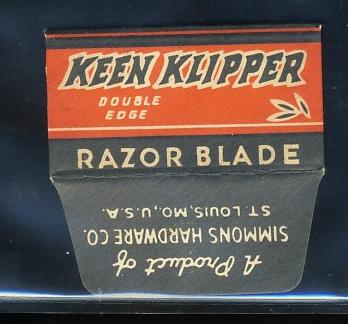 KEEN KLIPPER
DOUBLE
EDGE
RAZOR BLADE
A Product of
SIMMONS HARDWARE CO.
ST. LOUIS, MO., U.S.A.